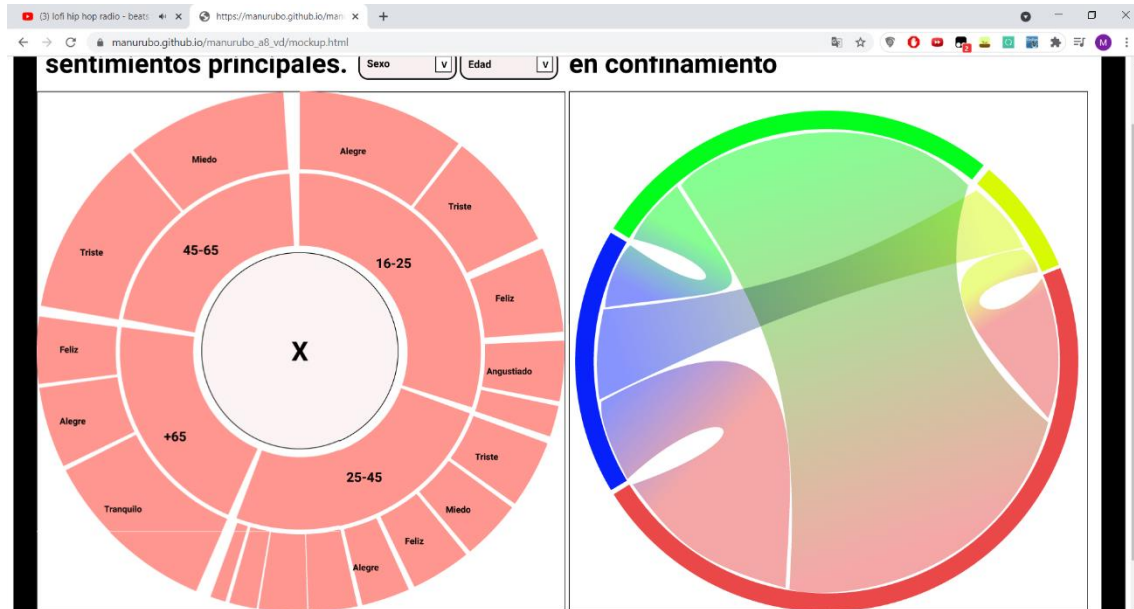 (3) lofi hip hop radio - beats
https://manurubo.github.io/man
manurubo.github.io/manurubo_a8_vd/mockup.html
2
M
sentimientos principales.
Sexo
v
Edad
v
en confinamiento
Miedo
Alegre
Triste
Triste
45-65
16-25
Feliz
Feliz
X
Angustiado
Alegre
+65
Triste
25-45
Tranquilo
Miedo
Feliz
Alegre